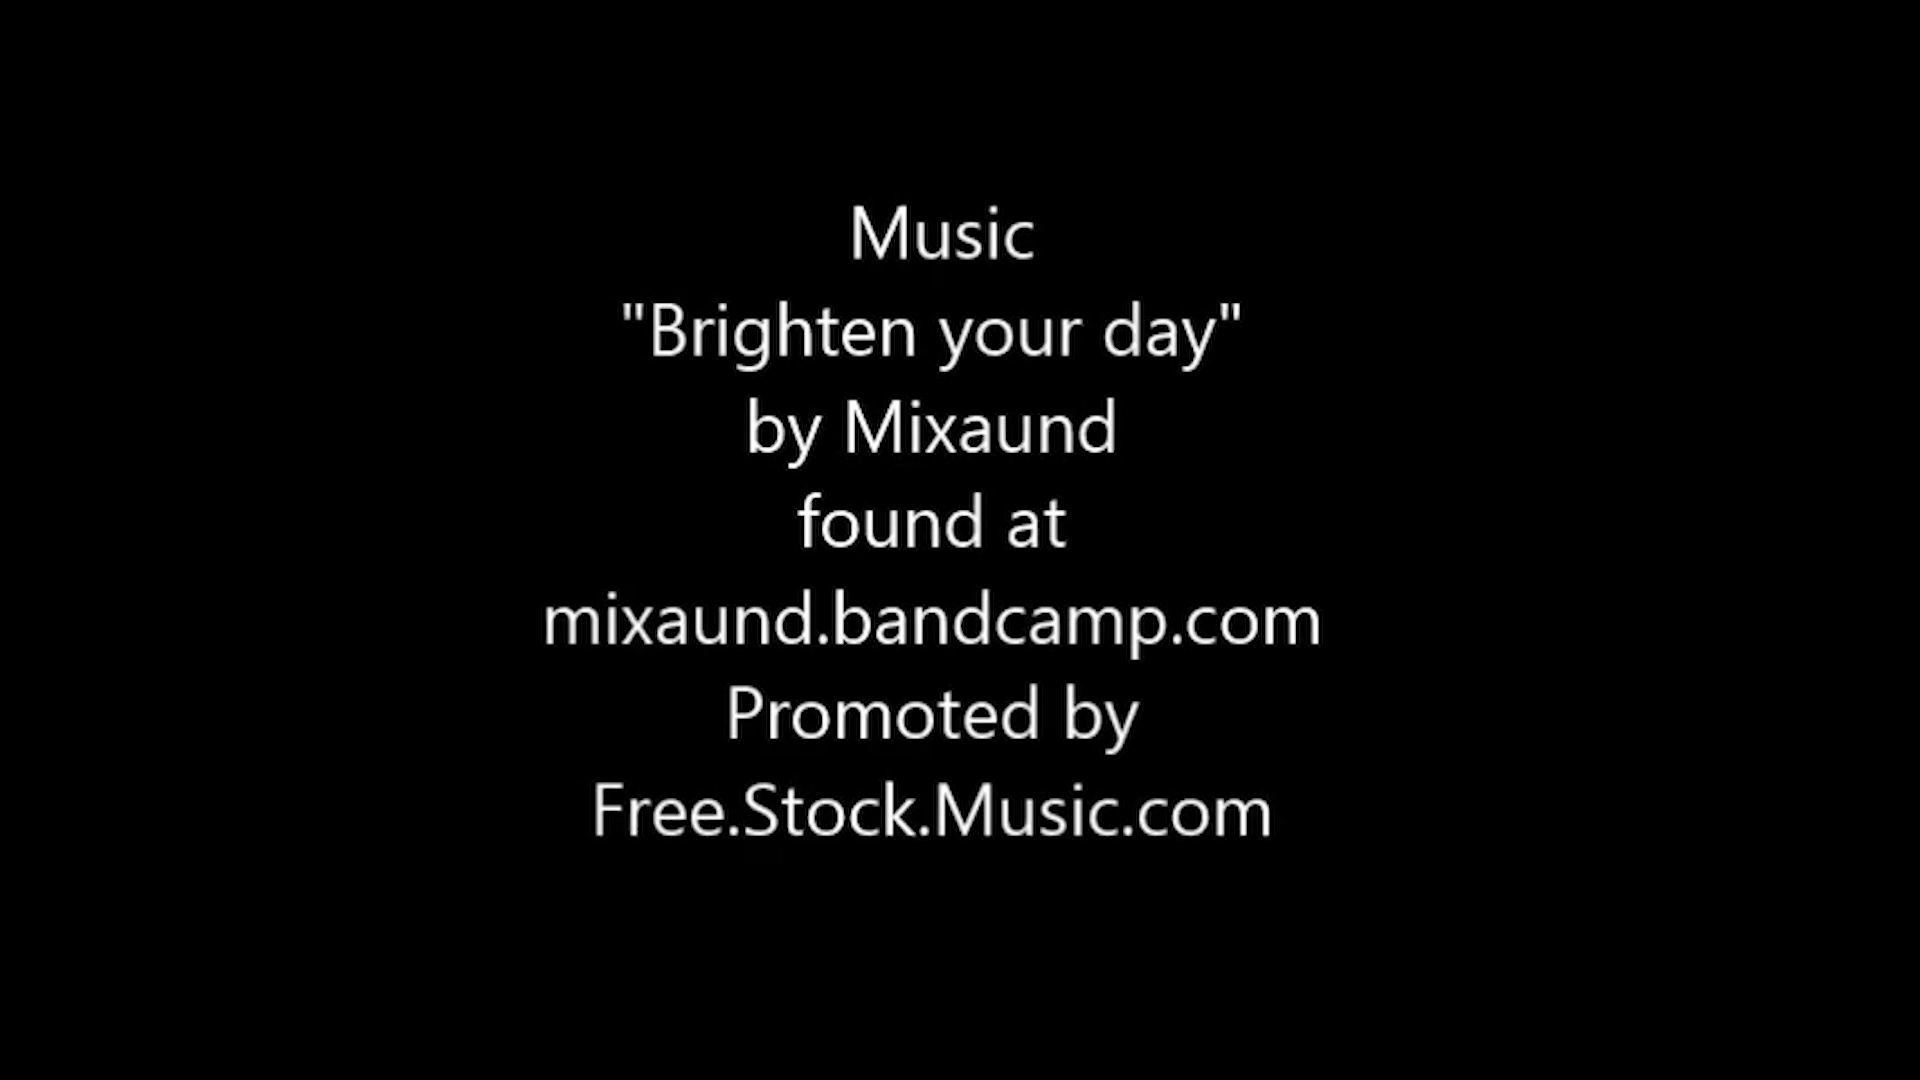 Music
"Brighten your day"
by Mixaund
found at
mixaund.bandcamp.com
Promoted by
Free.Stock.Music.com